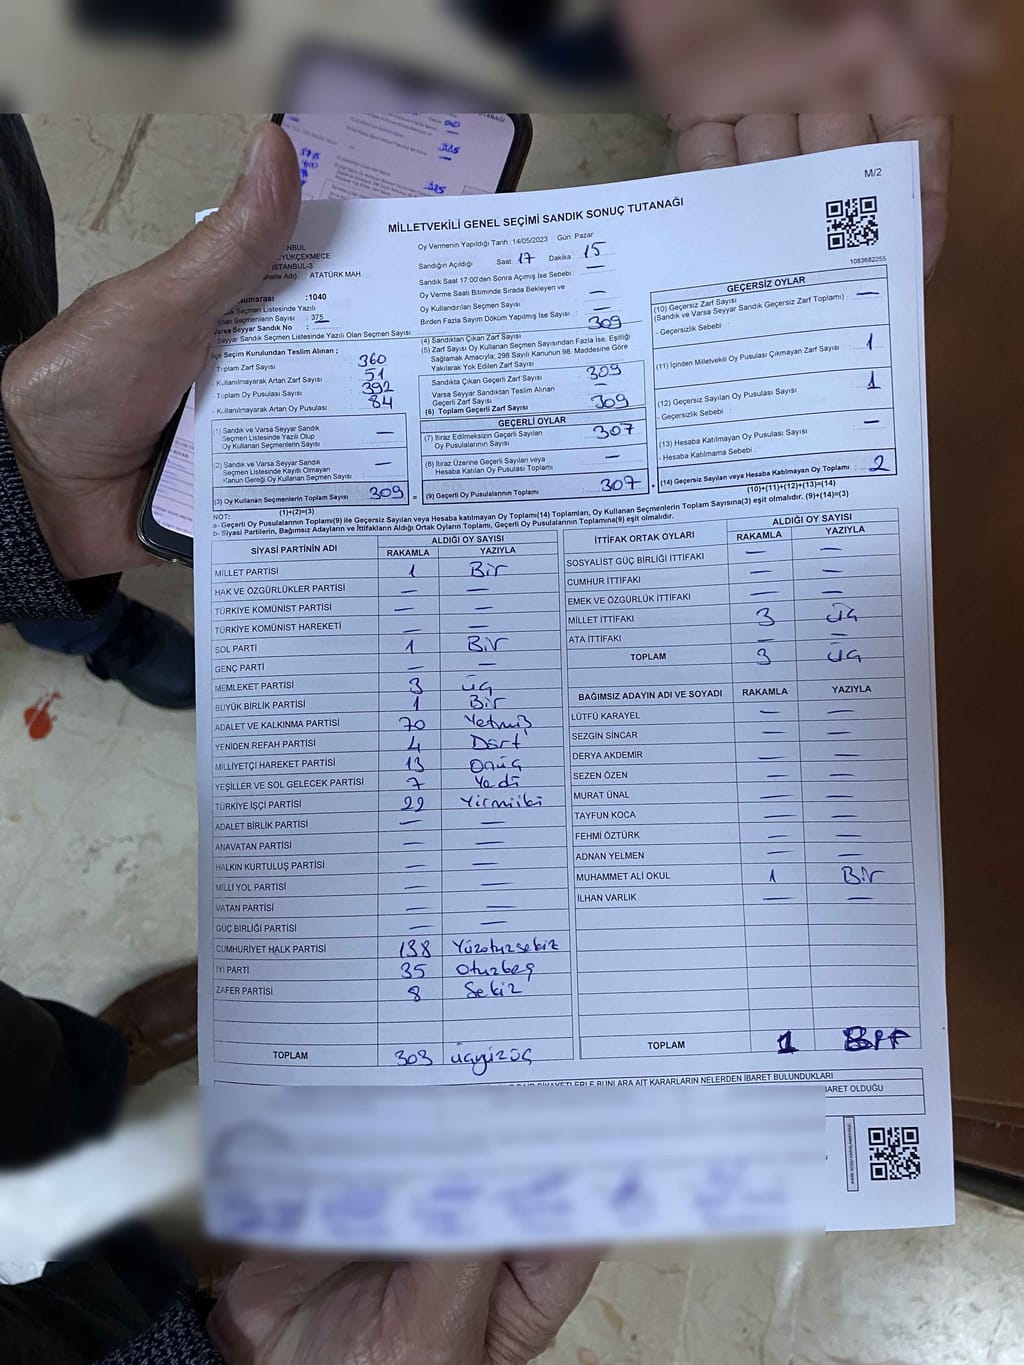 M/2
MİLLETVEKİLİ GENEL SEÇİMİ SANDIK SONUÇ TUTANAĞI
1083682255
NBUL
YÜKÇEKMECE
İSTANBUL-3
ahalle Adı) : ATATÜRK MAH
umarası :1040
Olan Seçmenlerin Sayısı : 375
Varsa Seyyar Sandık No :
Seyyar Sandık Seçmen Listesinde Yazılı Olan Seçmen Sayısı:
Oy Vermenin Yapıldığı Tarih :14/05/2023 Gün: Pazar
Sandığın Açıldığı Saat: 17 Dakika : 15
Sandık Saat 17:00'den Sonra Açılmış İse Sebebi : —
Oy Verme Saati Bitiminde Sırada Bekleyen ve
Oy Kullandırılan Seçmen Sayısı —
Birden Fazla Sayım Döküm Yapılmış İse Sayısı —
İlçe Seçim Kurulundan Teslim Alınan ;
- Toplam Zarf Sayısı 360
- Kullanılmayarak Artan Zarf Sayısı 51
- Toplam Oy Pusulası Sayısı 392
- Kullanılmayarak Artan Oy Pusulası 84
(1) Sandık ve Varsa Seyyar Sandık
Seçmen Listesinde Yazılı Olup
Oy Kullanan Seçmenlerin Sayısı —
(2) Sandık ve Varsa Seyyar Sandık
Seçmen Listesinde Kayıtlı Olmayan
Kanun Gereği Oy Kullanan Seçmen Sayısı —
(3) Oy Kullanan Seçmenlerin Toplam Sayısı 309
(1)+(2)=(3)
(4) Sandıktan Çıkan Zarf Sayısı 309
(5) Zarf Sayısı Oy Kullanan Seçmen Sayısından Fazla İse, Eşitliği
Sağlamak Amacıyla, 298 Sayılı Kanunun 98. Maddesine Göre
Yakılarak Yok Edilen Zarf Sayısı
Sandıkta Çıkan Geçerli Zarf Sayısı 309
Varsa Seyyar Sandıktan Teslim Alınan
Geçerli Zarf Sayısı —
(6) Toplam Geçerli Zarf Sayısı 309
GEÇERLİ OYLAR
(7) İtiraz Edilmeksizin Geçerli Sayılan
Oy Pusulalarının Sayısı 307
(8) İtiraz Üzerine Geçerli Sayılan veya
Hesaba Katılan Oy Pusulası Toplamı —
= (9) Geçerli Oy Pusulalarının Toplamı 307
GEÇERSİZ OYLAR
(10) Geçersiz Zarf Sayısı
(Sandık ve Varsa Seyyar Sandık Geçersiz Zarf Toplamı) : —
- Geçersizlik Sebebi :
(11) İçinden Milletvekili Oy Pusulası Çıkmayan Zarf Sayısı 1
(12) Geçersiz Sayılan Oy Pusulası Sayısı 1
- Geçersizlik Sebebi :
(13) Hesaba Katılmayan Oy Pusulası Sayısı —
- Hesaba Katılmama Sebebi :
+ (14) Geçersiz Sayılan veya Hesaba Katılmayan Oy Toplamı : 2
(10)+(11)+(12)+(13)=(14)
NOT:
a- Geçerli Oy Pusulasının Toplamı(9) ile Geçersiz Sayılan veya Hesaba katılmayan Oy Toplamı(14) Toplamları, Oy Kullanan Seçmenlerin Toplam Sayısına(3) eşit olmalıdır. (9)+(14)=(3)
b- Siyasi Partilerin, Bağımsız Adayların ve İttifakların Aldığı Ortak Oyların Toplamı, Geçerli Oy Pusulalarının Toplamına(9) eşit olmalıdır.
SİYASİ PARTİNİN ADI ALDIĞI OY SAYISI
RAKAMLA YAZIYLA
MİLLET PARTİSİ 1 Bir
HAK VE ÖZGÜRLÜKLER PARTİSİ — —
TÜRKİYE KOMÜNİST PARTİSİ — —
TÜRKİYE KOMÜNİST HAREKETİ — —
SOL PARTİ 1 Bir
GENÇ PARTİ — —
MEMLEKET PARTİSİ 3 üç
BÜYÜK BİRLİK PARTİSİ 1 Bir
ADALET VE KALKINMA PARTİSİ 70 Yetmiş
YENİDEN REFAH PARTİSİ 4 Dört
MİLLİYETÇİ HAREKET PARTİSİ 13 onüç
YEŞİLLER VE SOL GELECEK PARTİSİ 7 Yedi
TÜRKİYE İŞÇİ PARTİSİ 22 Yirmiiki
ADALET BİRLİK PARTİSİ — —
ANAVATAN PARTİSİ — —
HALKIN KURTULUŞ PARTİSİ — —
MİLLİ YOL PARTİSİ — —
VATAN PARTİSİ — —
GÜÇ BİRLİĞİ PARTİSİ — —
CUMHURİYET HALK PARTİSİ 138 Yüzotuzsekiz
İYİ PARTİ 35 otuzbeş
ZAFER PARTİSİ 8 Sekiz
TOPLAM 303 üçyüzüç
İTTİFAK ORTAK OYLARI ALDIĞI OY SAYISI
RAKAMLA YAZIYLA
SOSYALİST GÜÇ BİRLİĞİ İTTİFAKI — —
CUMHUR İTTİFAKI — —
EMEK VE ÖZGÜRLÜK İTTİFAKI — —
MİLLET İTTİFAKI 3 üç
ATA İTTİFAKI — —
TOPLAM 3 üç
BAĞIMSIZ ADAYIN ADI VE SOYADI RAKAMLA YAZIYLA
LÜTFÜ KARAYEL — —
SEZGİN SİNCAR — —
DERYA AKDEMİR — —
SEZEN ÖZEN — —
MURAT ÜNAL — —
TAYFUN KOCA — —
FEHMİ ÖZTÜRK — —
ADNAN YELMEN — —
MUHAMMET ALİ OKUL 1 Bir
İLHAN VARLIK — —
TOPLAM 1 Bir
ŞİKAYETLERLE BUNLARA AİT KARARLARIN NELERDEN İBARET BULUNDUKLARI
BARET OLDUĞU